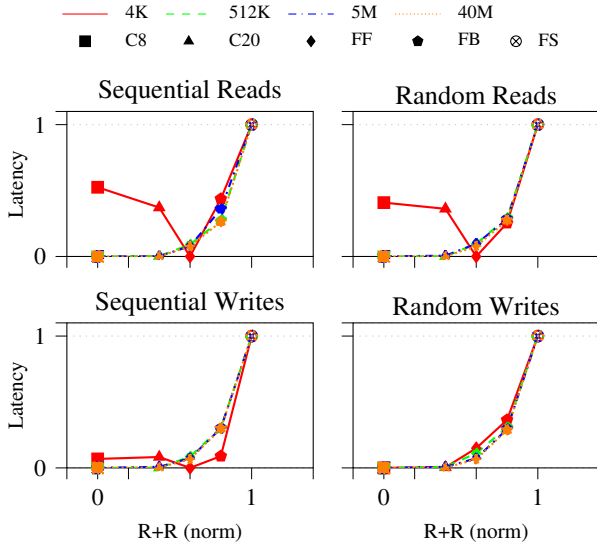 4K 512K 5M 40M
C8 C20 FF FB FS
Sequential Reads Random Reads
1 1
Latency
0 0
Sequential Writes Random Writes
1 1
Latency
0 0
0 1 0 1
R+R (norm) R+R (norm)